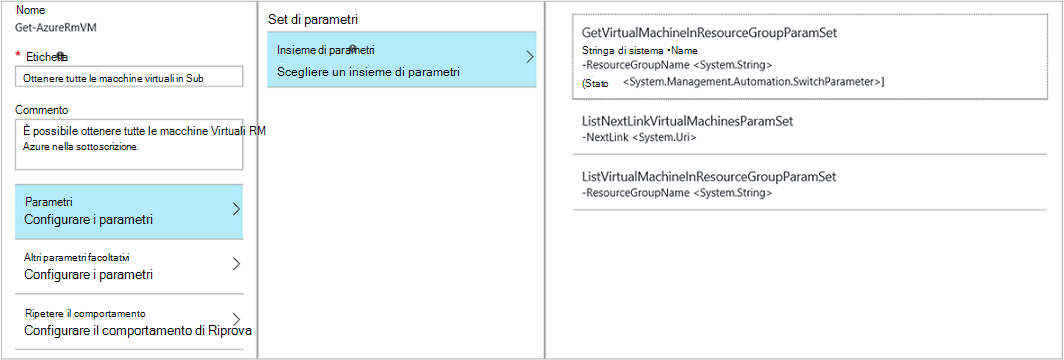 Nome
Get-AzureRmVM
* Etichetta
Ottenere tutte le macchine virtuali in Sub
Commento
È possibile ottenere tutte le macchine Virtuali RM
Azure nella sottoscrizione.
Parametri
Configurare i parametri
Altri parametri facoltativi
Configurare i parametri
Ripetere il comportamento
Configurare il comportamento di Riprova
Set di parametri
Insieme di parametri
Scegliere un insieme di parametri
GetVirtualMachineInResourceGroupParamSet
Stringa di sistema •Name
-ResourceGroupName <System.String>
(Stato <System.Management.Automation.SwitchParameter>]
ListNextLinkVirtualMachinesParamSet
-NextLink <System.Uri>
ListVirtualMachineInResourceGroupParamSet
-ResourceGroupName <System.String>